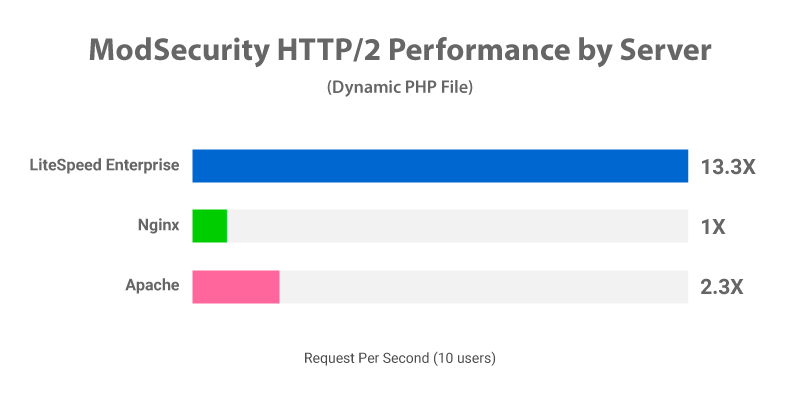 ModSecurity HTTP/2 Performance by Server
(Dynamic PHP File)
LiteSpeed Enterprise 13.3X
Nginx 1X
Apache 2.3X
Request Per Second (10 users)